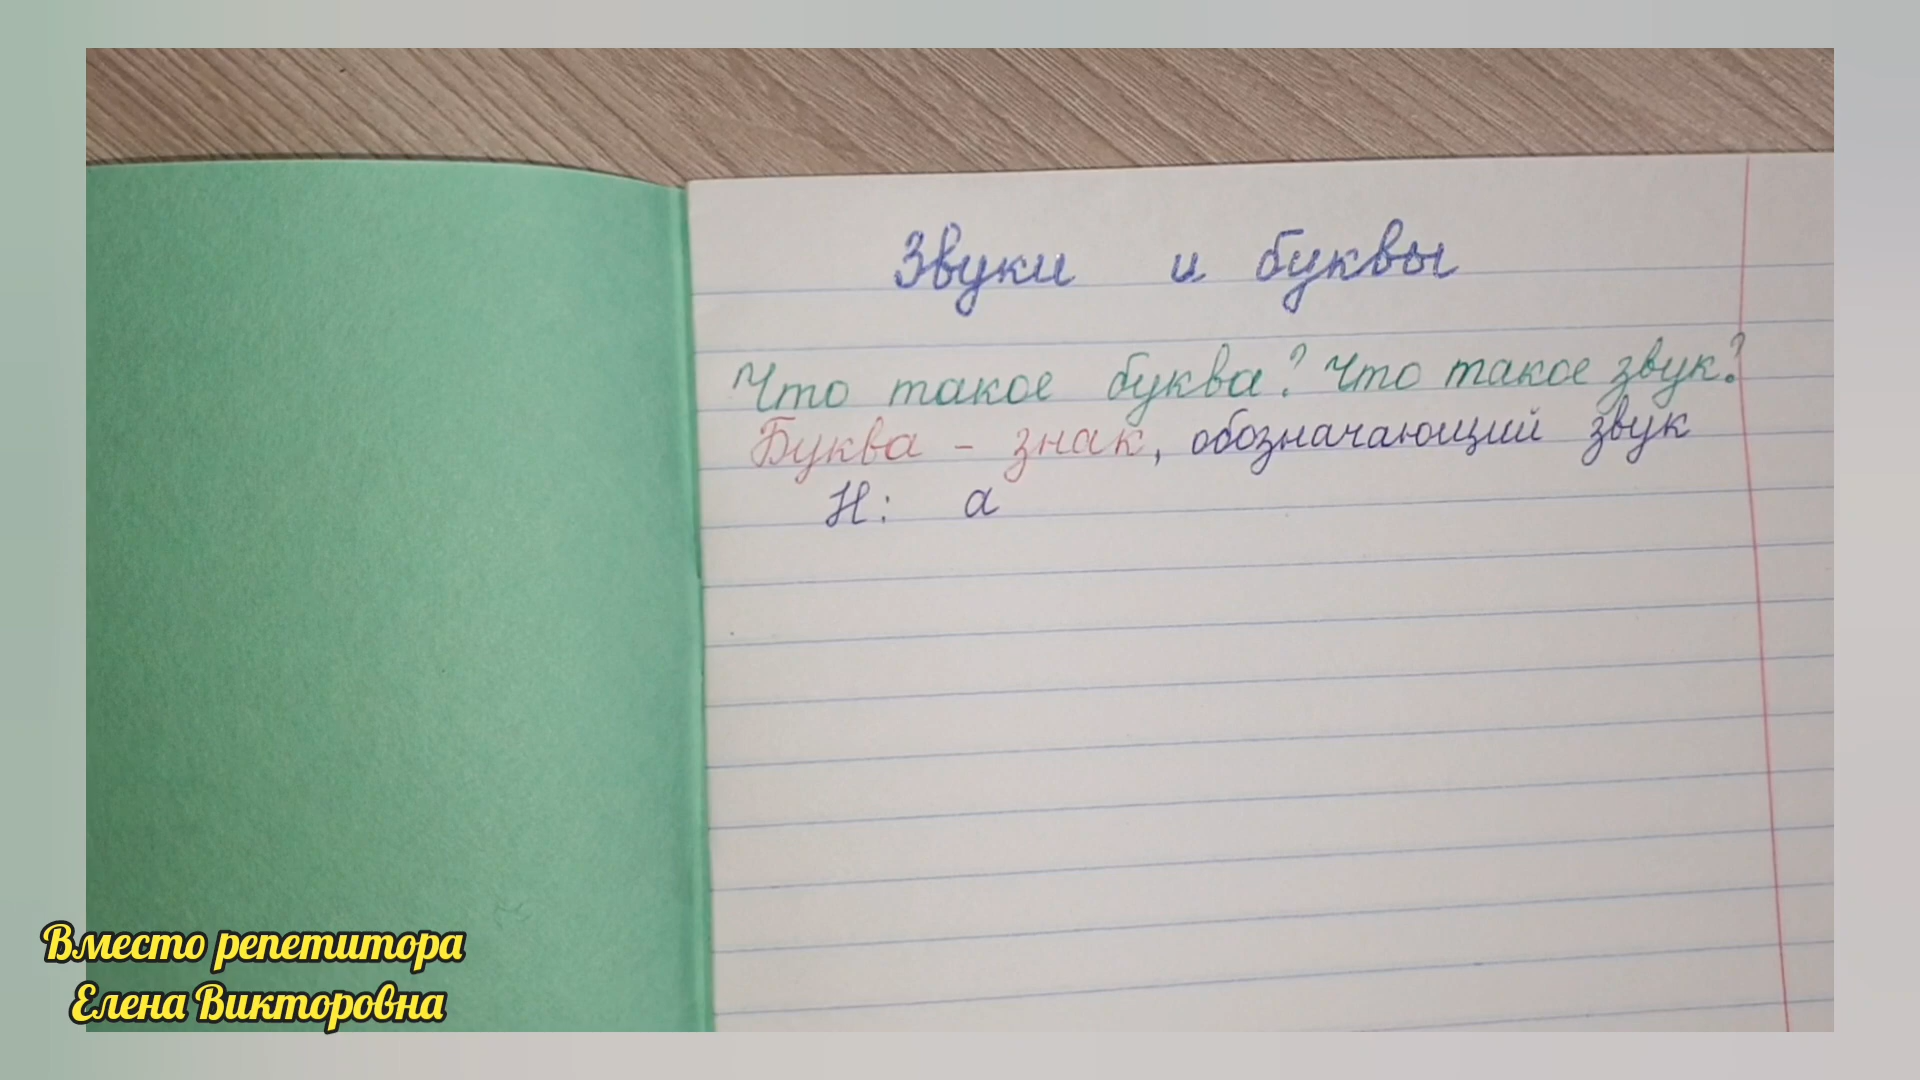 Звуки и буквы
Что такое буква? Что такое звук?
Буква - знак, обозначающий звук
Н: а
Вместо репетитора
Елена Викторовна